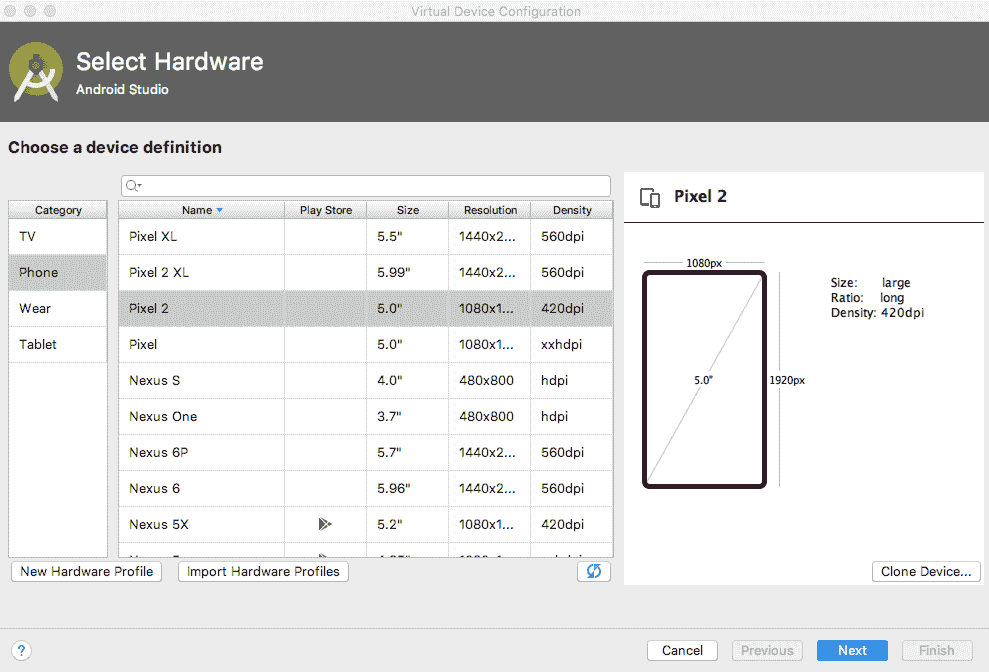 Virtual Device Configuration
Select Hardware
Android Studio
Choose a device definition
Category
TV
Phone
Wear
Tablet
Name Play Store Size Resolution Density
Pixel XL 5.5" 1440x2... 560dpi
Pixel 2 XL 5.99" 1440x2... 560dpi
Pixel 2 5.0" 1080x1... 420dpi
Pixel 5.0" 1080x1... xxhdpi
Nexus S 4.0" 480x800 hdpi
Nexus One 3.7" 480x800 hdpi
Nexus 6P 5.7" 1440x2... 560dpi
Nexus 6 5.96" 1440x2... 560dpi
Nexus 5X 5.2" 1080x1... 420dpi
New Hardware Profile Import Hardware Profiles
Pixel 2
1080px
5.0"
1920px
Size: large
Ratio: long
Density: 420dpi
Clone Device...
? Cancel Previous Next Finish